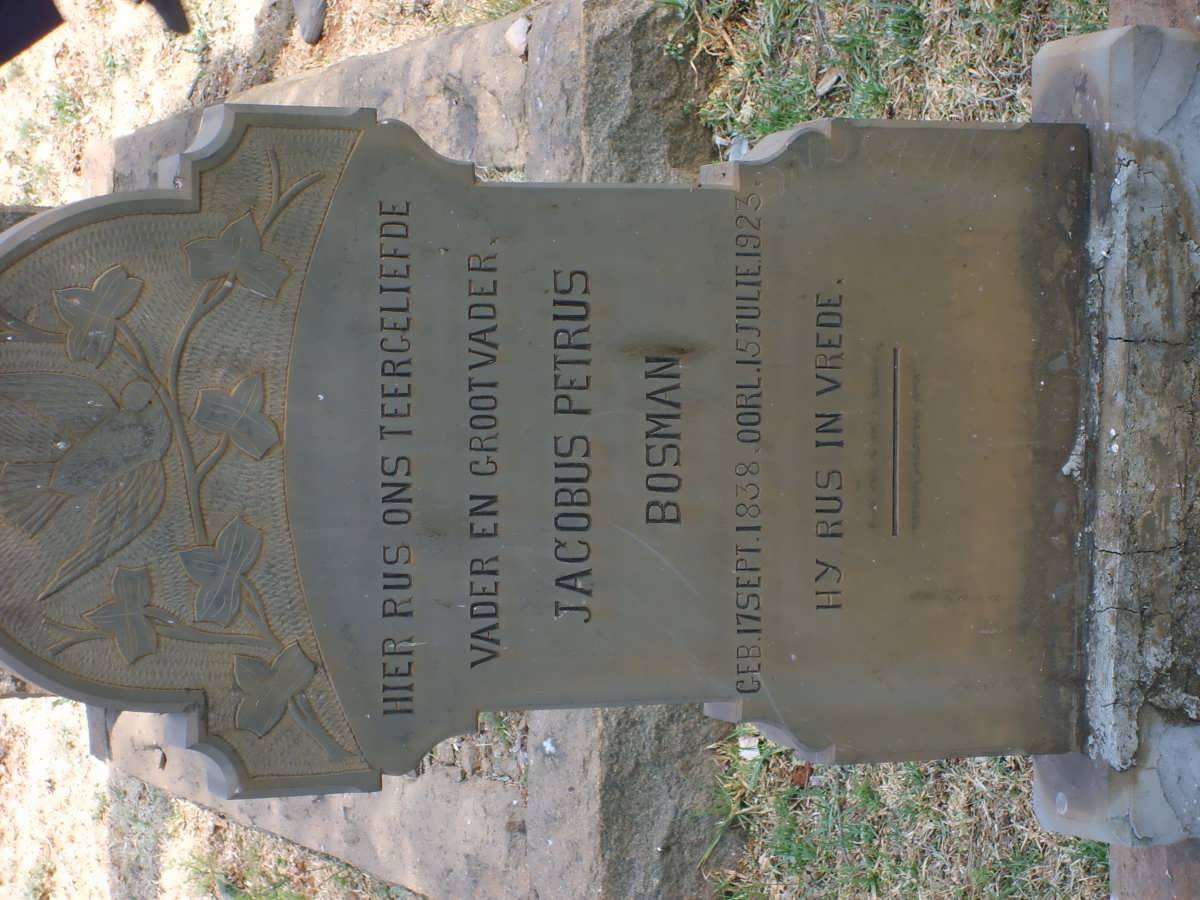 HIER RUS ONS TEERGELIEFDE
VADER EN GROOTVADER.
JACOBUS PETRUS
BOSMAN
GEB. 17 SEPT. 1838. OORL. 15 JULIE. 1923.
HY RUS IN VREDE.